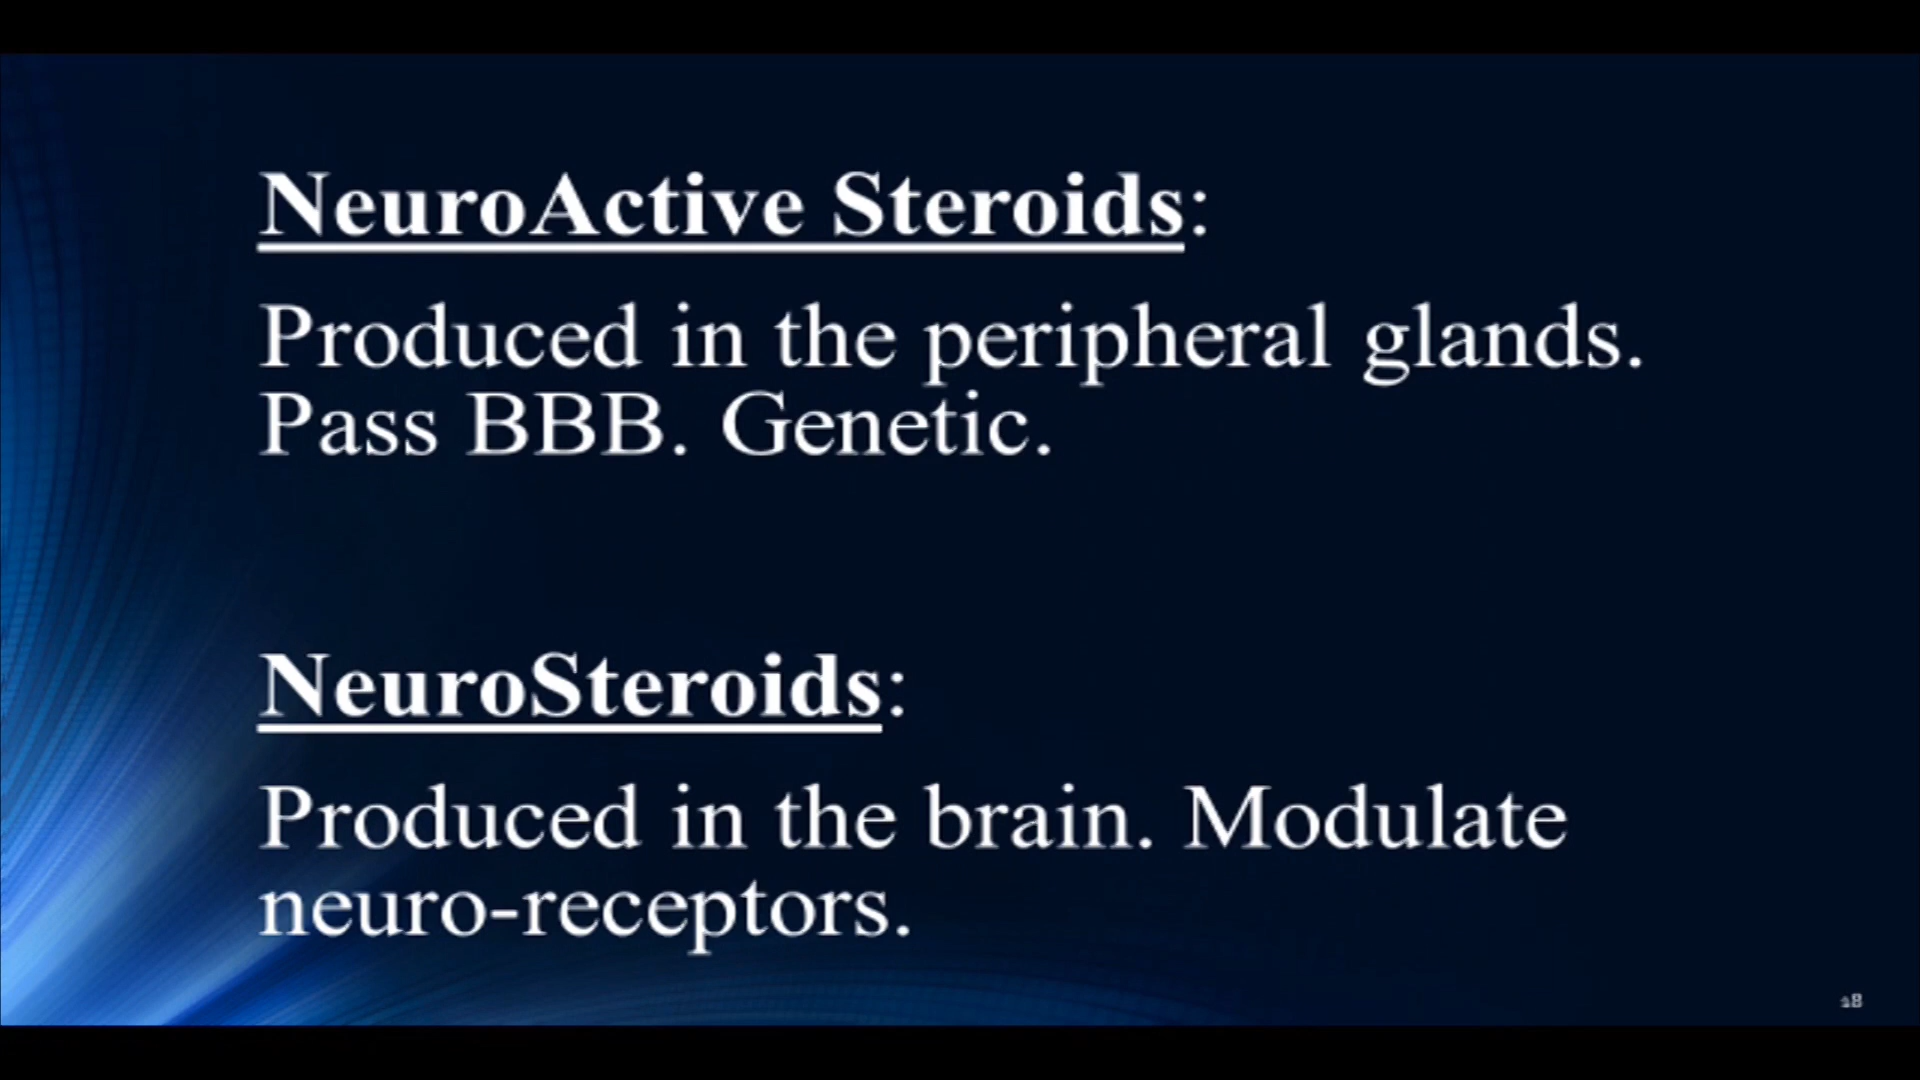 NeuroActive Steroids:
Produced in the peripheral glands.
Pass BBB. Genetic.
NeuroSteroids:
Produced in the brain. Modulate
neuro-receptors.